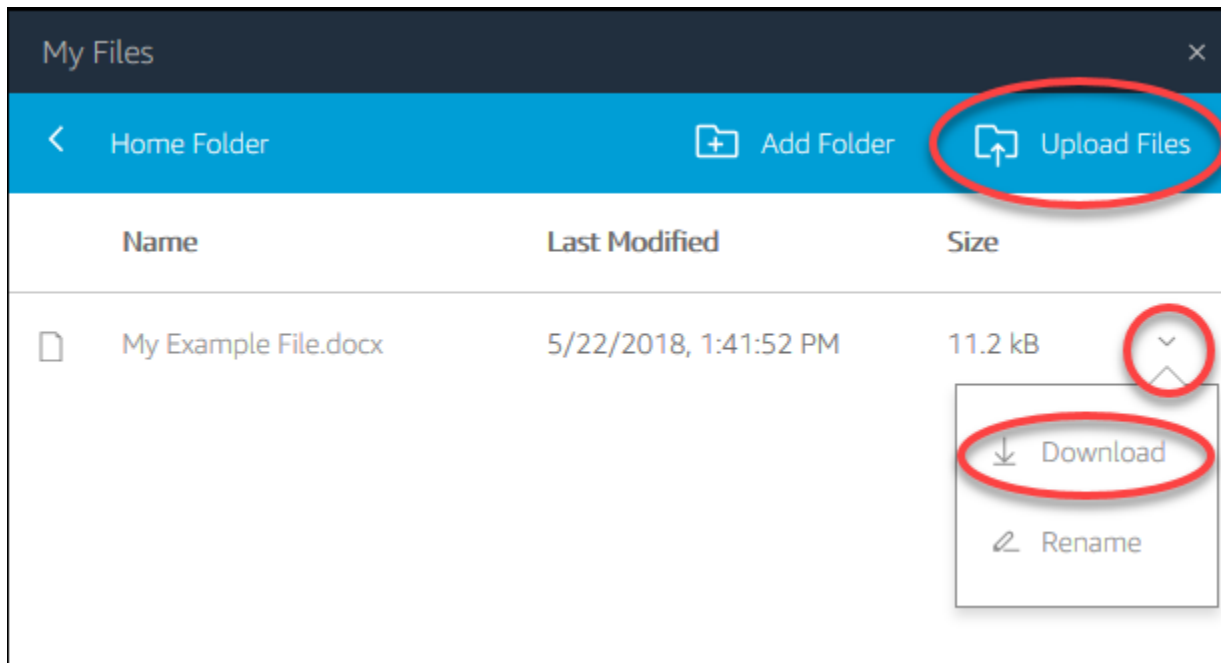 My Files
Home Folder Add Folder Upload Files
Name Last Modified Size
My Example File.docx 5/22/2018, 1:41:52 PM 11.2 kB
Download
Rename